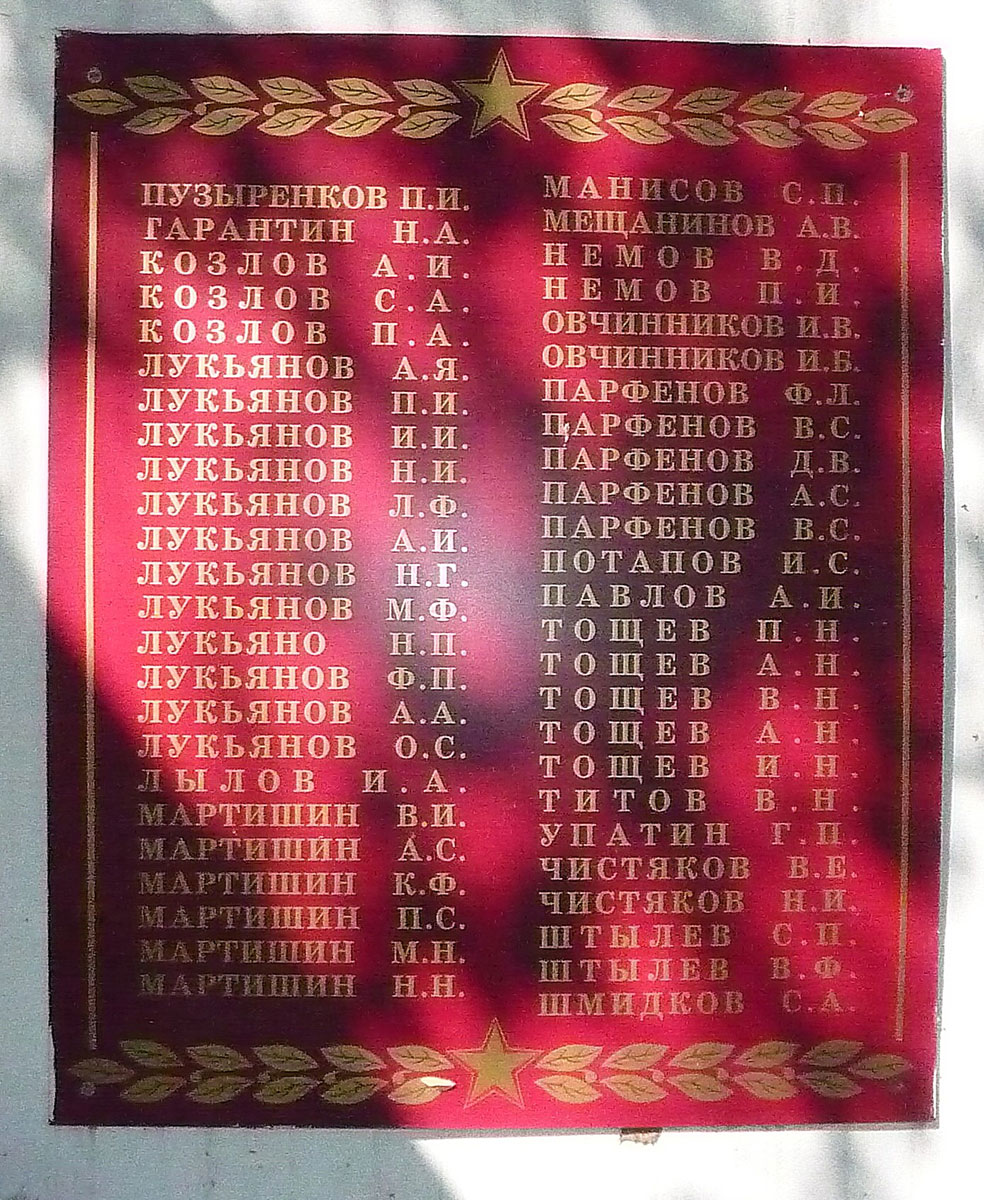 ПУЗЫРЕНКОВ П.И.
ГАРАНТИН Н.А.
КОЗЛОВ А.И.
КОЗЛОВ С.А.
КОЗЛОВ П.А.
ЛУКЬЯНОВ А.Я.
ЛУКЬЯНОВ П.И.
ЛУКЬЯНОВ И.И.
ЛУКЬЯНОВ Н.И.
ЛУКЬЯНОВ Л.Ф.
ЛУКЬЯНОВ А.И.
ЛУКЬЯНОВ Н.Г.
ЛУКЬЯНОВ М.Ф.
ЛУКЬЯНО Н.П.
ЛУКЬЯНОВ Ф.П.
ЛУКЬЯНОВ А.А.
ЛУКЬЯНОВ О.С.
ЛЫЛОВ И.А.
МАРТИШИН В.И.
МАРТИШИН А.С.
МАРТИШИН К.Ф.
МАРТИШИН П.С.
МАРТИШИН М.Н.
МАРТИШИН Н.Н.
МАНИСОВ С.П.
МЕЩАНИНОВ А.В.
НЕМОВ В.Д.
НЕМОВ П.И.
ОВЧИННИКОВ И.В.
ОВЧИННИКОВ И.Б.
ПАРФЕНОВ Ф.Л.
ПАРФЕНОВ В.С.
ПАРФЕНОВ Д.В.
ПАРФЕНОВ А.С.
ПАРФЕНОВ В.С.
ПОТАПОВ И.С.
ПАВЛОВ А.И.
ТОЩЕВ П.Н.
ТОЩЕВ А.Н.
ТОЩЕВ В.Н.
ТОЩЕВ А.Н.
ТОЩЕВ И.Н.
ТИТОВ В.Н.
УПАТИН Г.П.
ЧИСТЯКОВ В.Е.
ЧИСТЯКОВ Н.И.
ШТЫЛЕВ С.П.
ШТЫЛЕВ В.Ф.
ШМИДКОВ С.А.